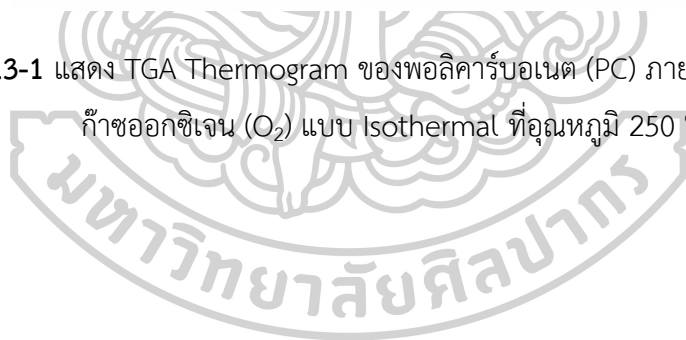 .3-1 แสดง TGA Thermogram ของพอลิคาร์บอเนต (PC) ภาย
ก๊าซออกซิเจน (O₂) แบบ Isothermal ที่อุณหภูมิ 250 °
มหาวิทยาลัยศิลปากร